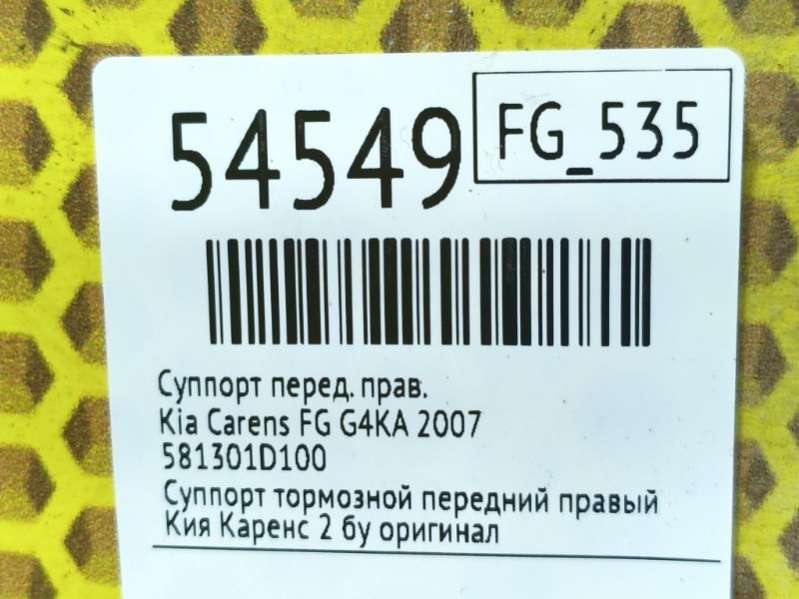 54549
FG_535
Суппорт перед. прав.
Kia Carens FG G4KA 2007
581301D100
Суппорт тормозной передний правый
Кия Каренс 2 бу оригинал